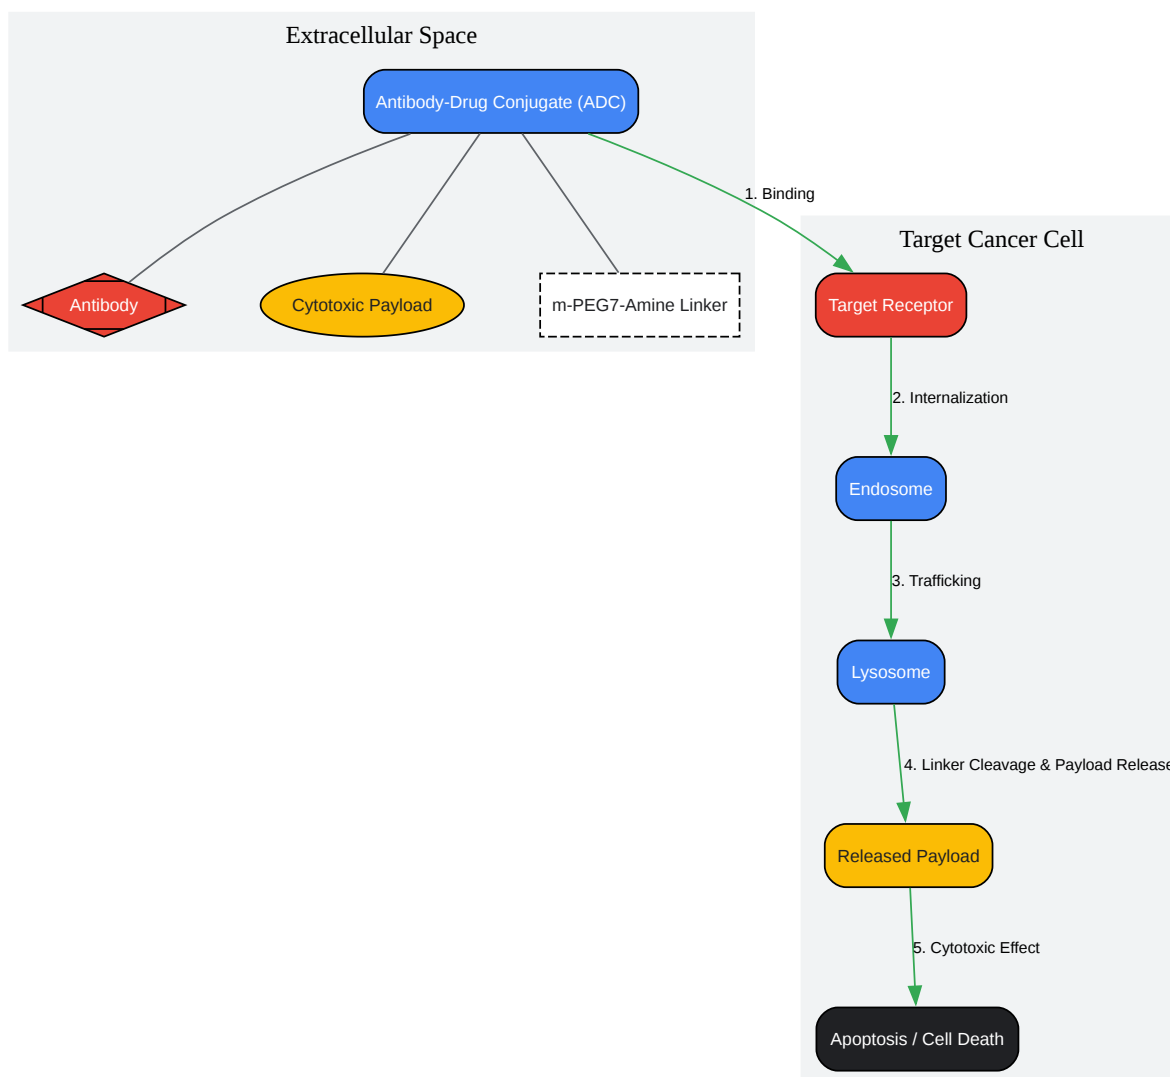 Extracellular Space
Antibody-Drug Conjugate (ADC)
1. Binding
Target Cancer Cell
Antibody
Cytotoxic Payload
m-PEG7-Amine Linker
Target Receptor
2. Internalization
Endosome
3. Trafficking
Lysosome
4. Linker Cleavage & Payload Release
Released Payload
5. Cytotoxic Effect
Apoptosis / Cell Death